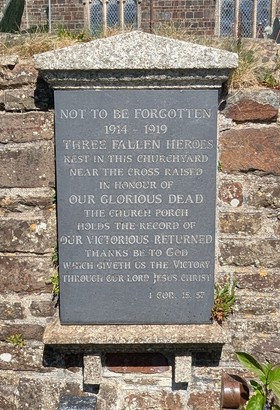 NOT TO BE FORGOTTEN
1914 - 1919
THREE FALLEN HEROES
REST IN THIS CHURCHYARD
NEAR THE CROSS RAISED
IN HONOUR OF
OUR GLORIOUS DEAD
THE CHURCH PORCH
HOLDS THE RECORD OF
OUR VICTORIOUS RETURNED
THANKS BE TO GOD
WHICH GIVETH US THE VICTORY
THROUGH OUR LORD JESUS CHRIST
1 COR. 15. 57